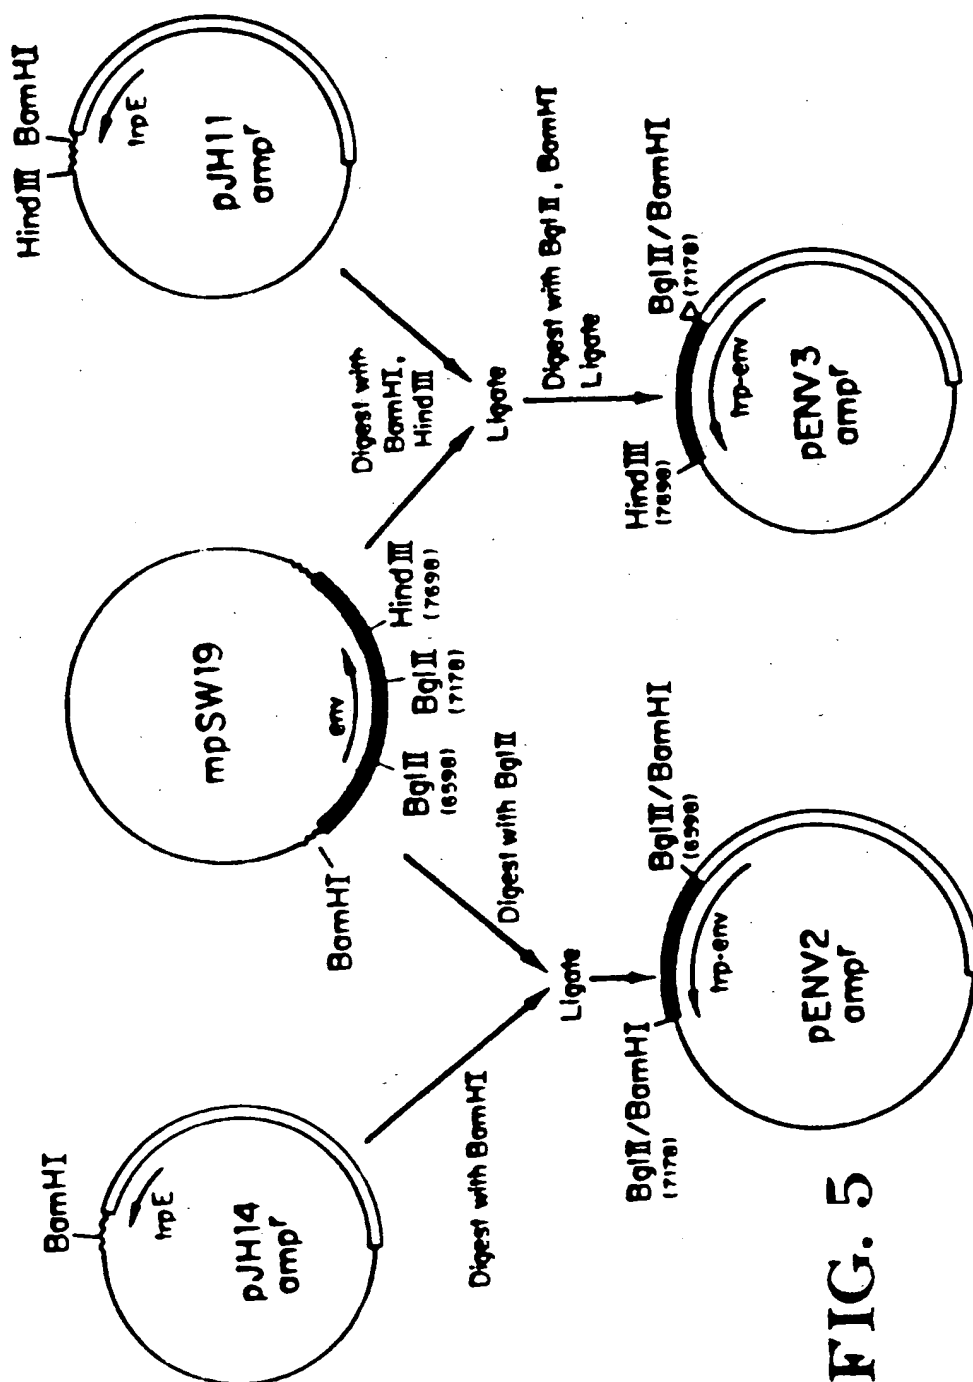 BamHI
trpE
pJH14
ampr
BamHI
mpSW19
env
BglII
(6598)
BglII
(7178)
HindIII
(7698)
HindIII BamHI
trpE
pJH11
ampr
Digest with BamHI
Digest with BglII
Ligate
Digest with
BamHI,
HindIII
Ligate
Digest with BglII, BamHI
Ligate
BglII/BamHI
(7178)
BglII/BamHI
(6598)
trp-env
pENV2
ampr
HindIII
(7698)
BglII/BamHI
(7178)
trp-env
pENV3
ampr
FIG. 5